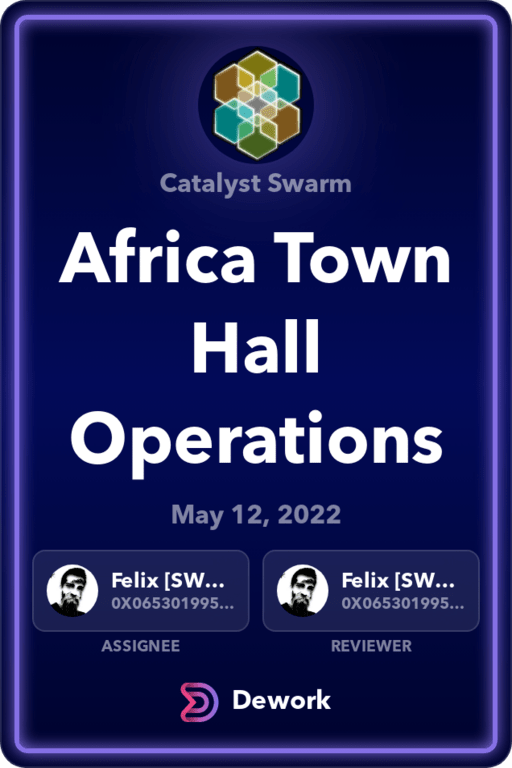 Catalyst Swarm
Africa Town
Hall
Operations
May 12, 2022
Felix [SW...
0X065301995...
Felix [SW...
0X065301995...
ASSIGNEE
REVIEWER
Dework